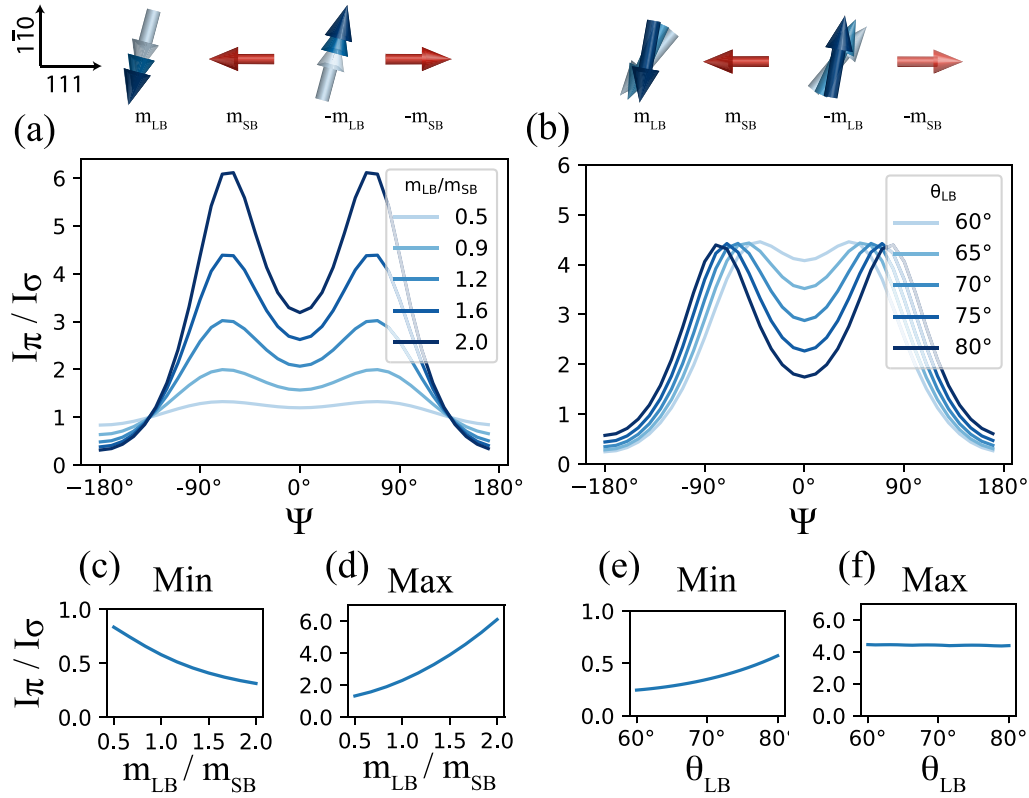 11̄0
111
m_LB m_SB -m_LB -m_SB
m_LB m_SB -m_LB -m_SB
(a)
I_π / I_σ
6
5
4
3
2
1
0
m_LB/m_SB
0.5
0.9
1.2
1.6
2.0
−180° -90° 0° 90° 180°
Ψ
(b)
6
5
4
3
2
1
0
θ_LB
60°
65°
70°
75°
80°
−180° -90° 0° 90° 180°
Ψ
(c) Min
I_π / I_σ
1.0
0.5
0.0
0.5 1.0 1.5 2.0
m_LB / m_SB
(d) Max
6.0
4.0
2.0
0.0
0.5 1.0 1.5 2.0
m_LB / m_SB
(e) Min
1.0
0.5
0.0
60° 70° 80°
θ_LB
(f) Max
6.0
4.0
2.0
0.0
60° 70° 80°
θ_LB